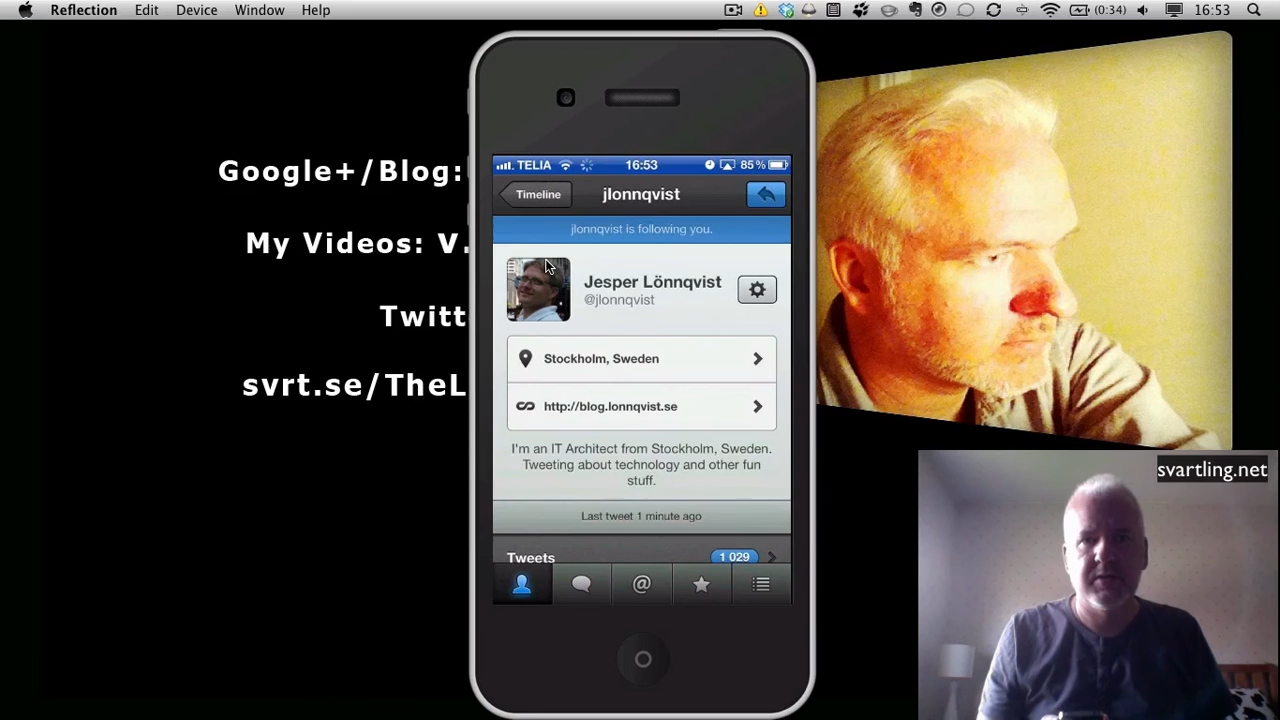 Reflection Edit Device Window Help (0:34) 16:53
Google+/Blog:
My Videos: v.
Twitt
svrt.se/TheL
TELIA 16:53 85%
Timeline jlonnqvist
jlonnqvist is following you.
Jesper Lönnqvist
@jlonnqvist
Stockholm, Sweden
http://blog.lonnqvist.se
I'm an IT Architect from Stockholm, Sweden.
Tweeting about technology and other fun
stuff.
Last tweet 1 minute ago
Tweets 1 029
@
svartling.net